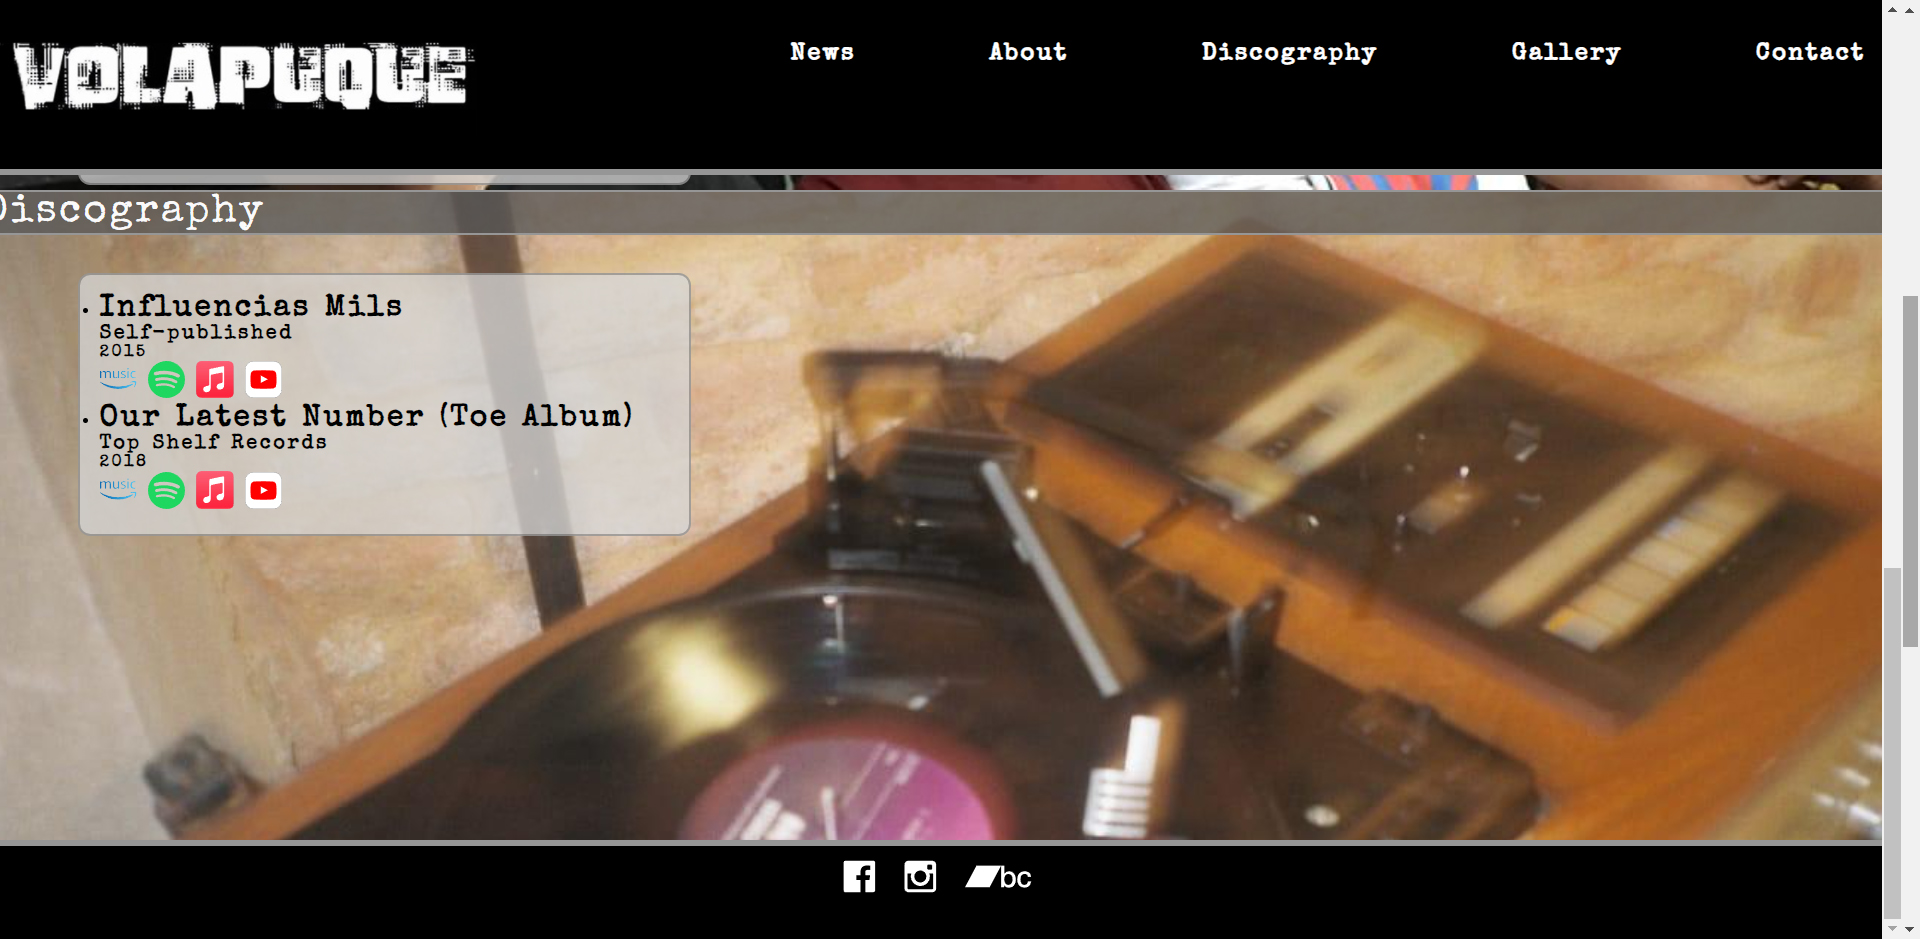 VOLAPUQUE
News
About
Discography
Gallery
Contact
Discography
Influencias Mils
Self-published
2015
music
Our Latest Number (Toe Album)
Top Shelf Records
2018
music
bc